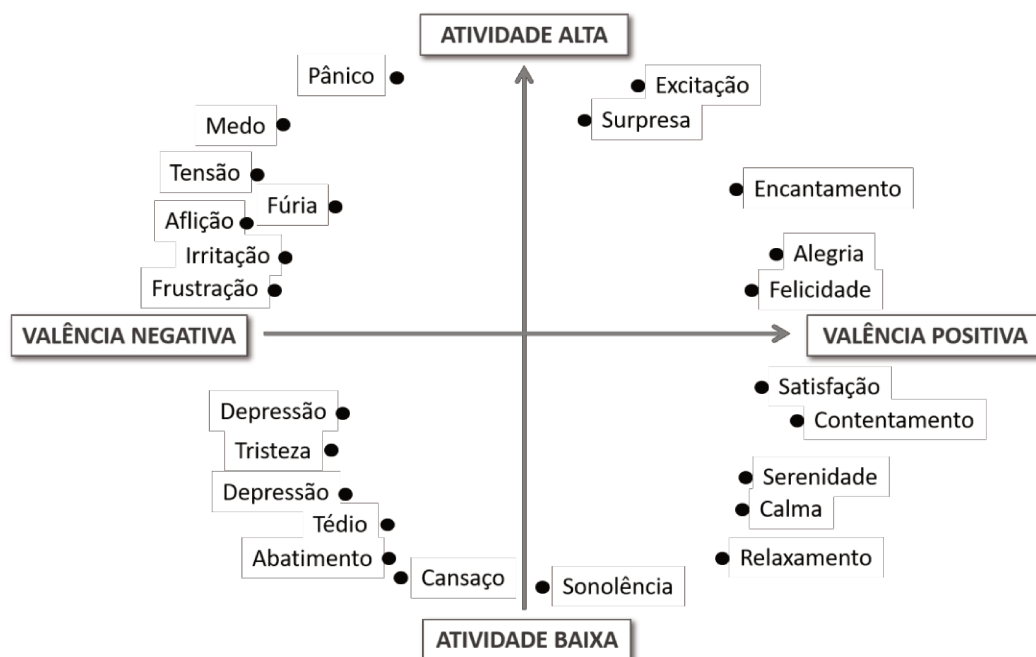 ATIVIDADE ALTA
Pânico
Excitação
Medo
Surpresa
Tensão
Encantamento
Fúria
Aflição
Irritação
Alegria
Frustração
Felicidade
VALÊNCIA NEGATIVA
VALÊNCIA POSITIVA
Satisfação
Depressão
Contentamento
Tristeza
Serenidade
Depressão
Calma
Tédio
Abatimento
Relaxamento
Cansaço
Sonolência
ATIVIDADE BAIXA